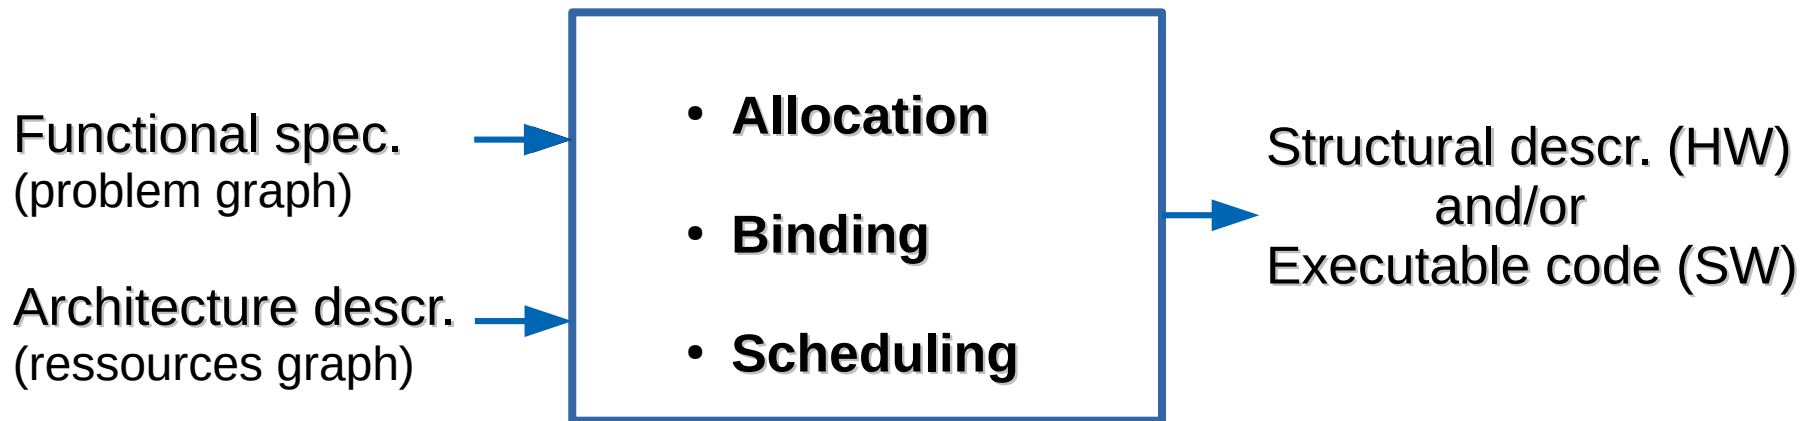 Functional spec.
(problem graph)
Architecture descr.
(ressources graph)
• Allocation
• Binding
• Scheduling
Structural descr. (HW)
and/or
Executable code (SW)